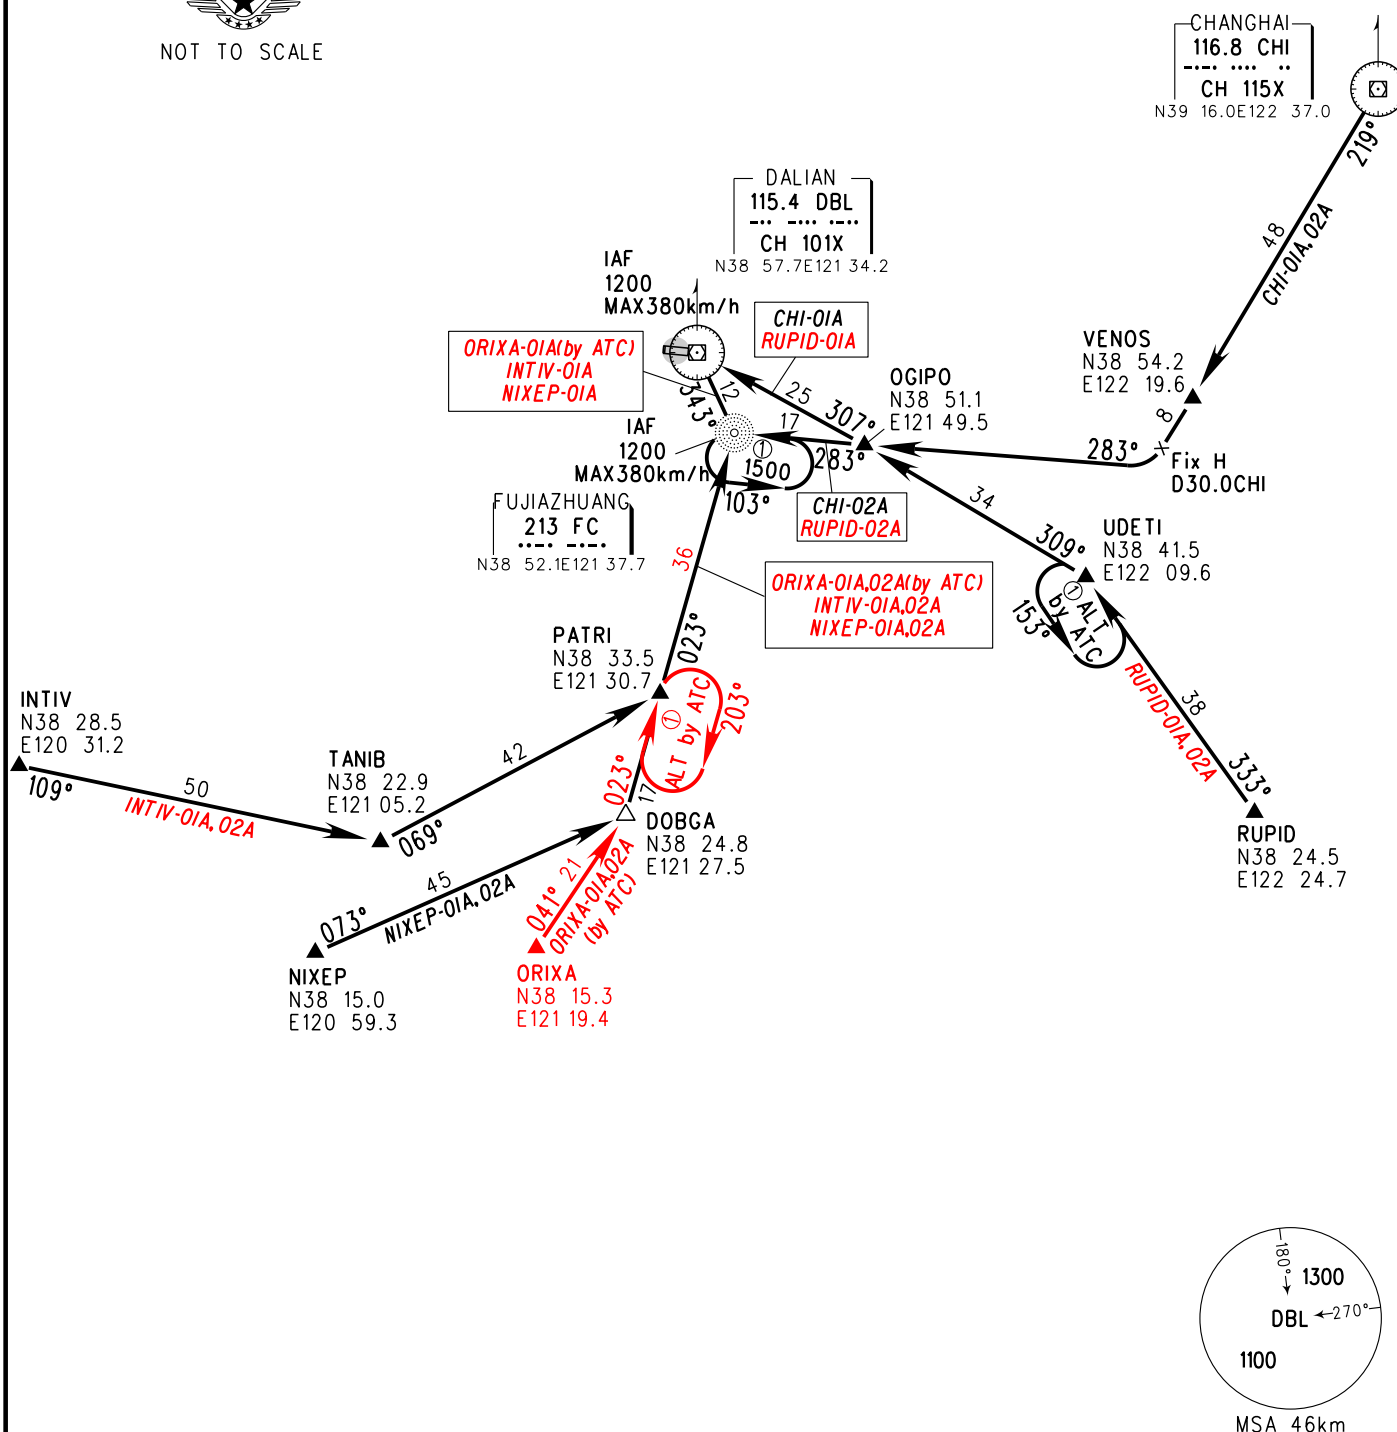 NOT TO SCALE
CHANGHAI
116.8 CHI
CH 115X
N39 16.0E122 37.0
219°
48
CHI-01A,02A
DALIAN
115.4 DBL
CH 101X
N38 57.7E121 34.2
IAF
1200
MAX380km/h
CHI-01A
RUPID-01A
ORIXA-01A(by ATC)
INTIV-01A
NIXEP-01A
VENOS
N38 54.2
E122 19.6
8
OGIPO
N38 51.1
E121 49.5
25
307°
12
343°
17
283°
IAF
1200
MAX380km/h
1
1500
103°
283°
Fix H
D30.0CHI
FUJIAZHUANG
213 FC
N38 52.1E121 37.7
CHI-02A
RUPID-02A
34
309°
UDETI
N38 41.5
E122 09.6
36
ORIXA-01A,02A(by ATC)
INTIV-01A,02A
NIXEP-01A,02A
1 ALT
by ATC
153°
PATRI
N38 33.5
E121 30.7
023°
1
ALT by ATC
203°
RUPID-01A,02A
38
333°
INTIV
N38 28.5
E120 31.2
109°
50
INTIV-01A,02A
TANIB
N38 22.9
E121 05.2
069°
42
023°
17
DOBGA
N38 24.8
E121 27.5
RUPID
N38 24.5
E122 24.7
073°
45
NIXEP-01A,02A
041°
21
ORIXA-01A,02A
(by ATC)
NIXEP
N38 15.0
E120 59.3
ORIXA
N38 15.3
E121 19.4
180°
1300
DBL
270°
1100
MSA 46km